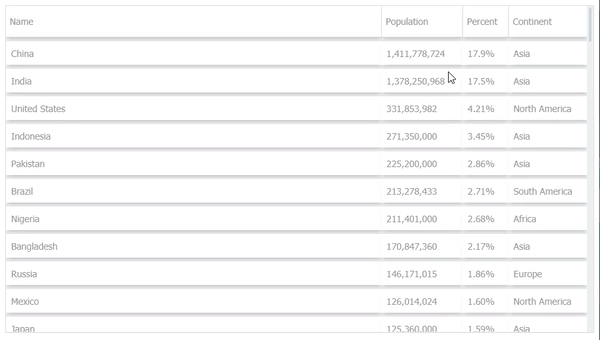 Name Population Percent Continent
China 1,411,778,724 17.9% Asia
India 1,378,250,968 17.5% Asia
United States 331,853,982 4.21% North America
Indonesia 271,350,000 3.45% Asia
Pakistan 225,200,000 2.86% Asia
Brazil 213,278,433 2.71% South America
Nigeria 211,401,000 2.68% Africa
Bangladesh 170,847,360 2.17% Asia
Russia 146,171,015 1.86% Europe
Mexico 126,014,024 1.60% North America
Japan 125,360,000 1.59% Asia